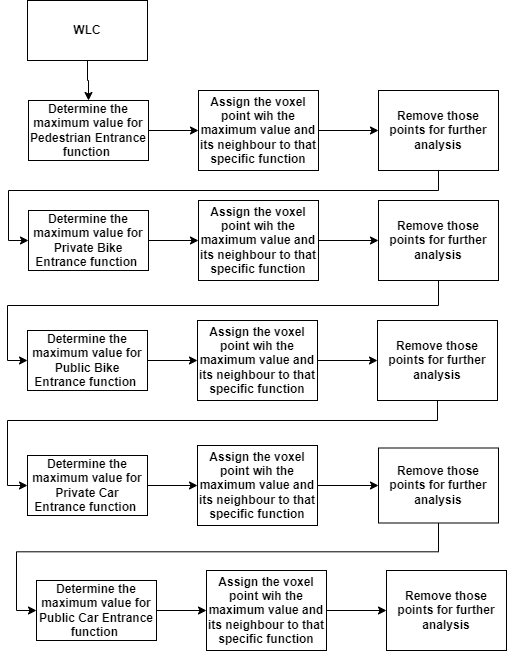 WLC
Determine the
maximum value for
Pedestrian Entrance
function
Assign the voxel
point wih the
maximum value and
its neighbour to that
specific function
Remove those
points for further
analysis
Determine the
maximum value for
Private Bike
Entrance function
Assign the voxel
point wih the
maximum value and
its neighbour to that
specific function
Remove those
points for further
analysis
Determine the
maximum value for
Public Bike
Entrance function
Assign the voxel
point wih the
maximum value and
its neighbour to that
specific function
Remove those
points for further
analysis
Determine the
maximum value for
Private Car
Entrance function
Assign the voxel
point wih the
maximum value and
its neighbour to that
specific function
Remove those
points for further
analysis
Determine the
maximum value for
Public Car Entrance
function
Assign the voxel
point wih the
maximum value and
its neighbour to that
specific function
Remove those
points for further
analysis